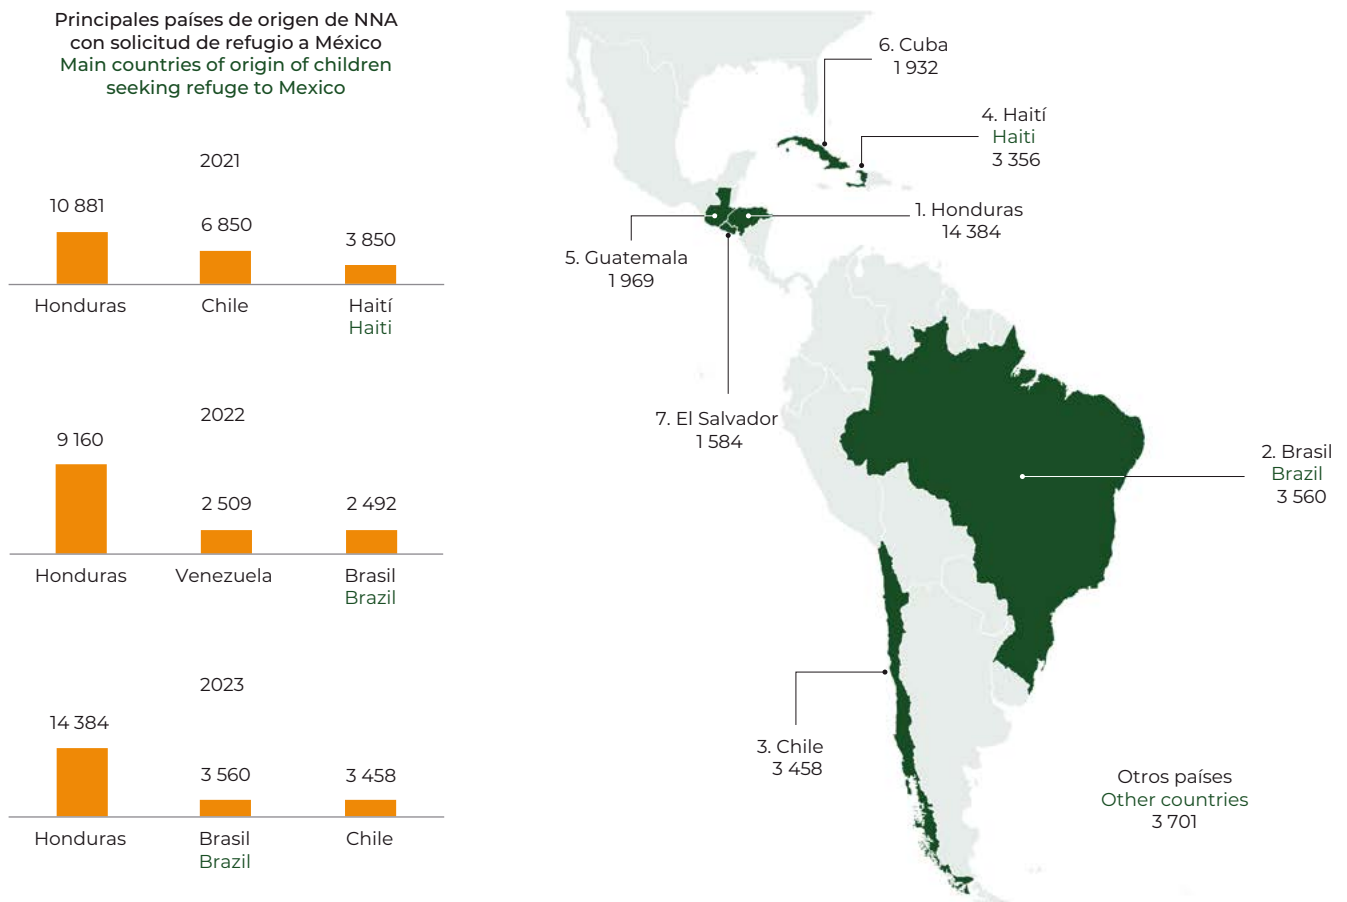 Principales países de origen de NNA
con solicitud de refugio a México
Main countries of origin of children
seeking refuge to Mexico
2021
10 881
6 850
3 850
Honduras
Chile
Haití
Haiti
2022
9 160
2 509
2 492
Honduras
Venezuela
Brasil
Brazil
2023
14 384
3 560
3 458
Honduras
Brasil
Brazil
Chile
6. Cuba
1 932
4. Haití
Haiti
3 356
1. Honduras
14 384
5. Guatemala
1 969
7. El Salvador
1 584
2. Brasil
Brazil
3 560
3. Chile
3 458
Otros países
Other countries
3 701